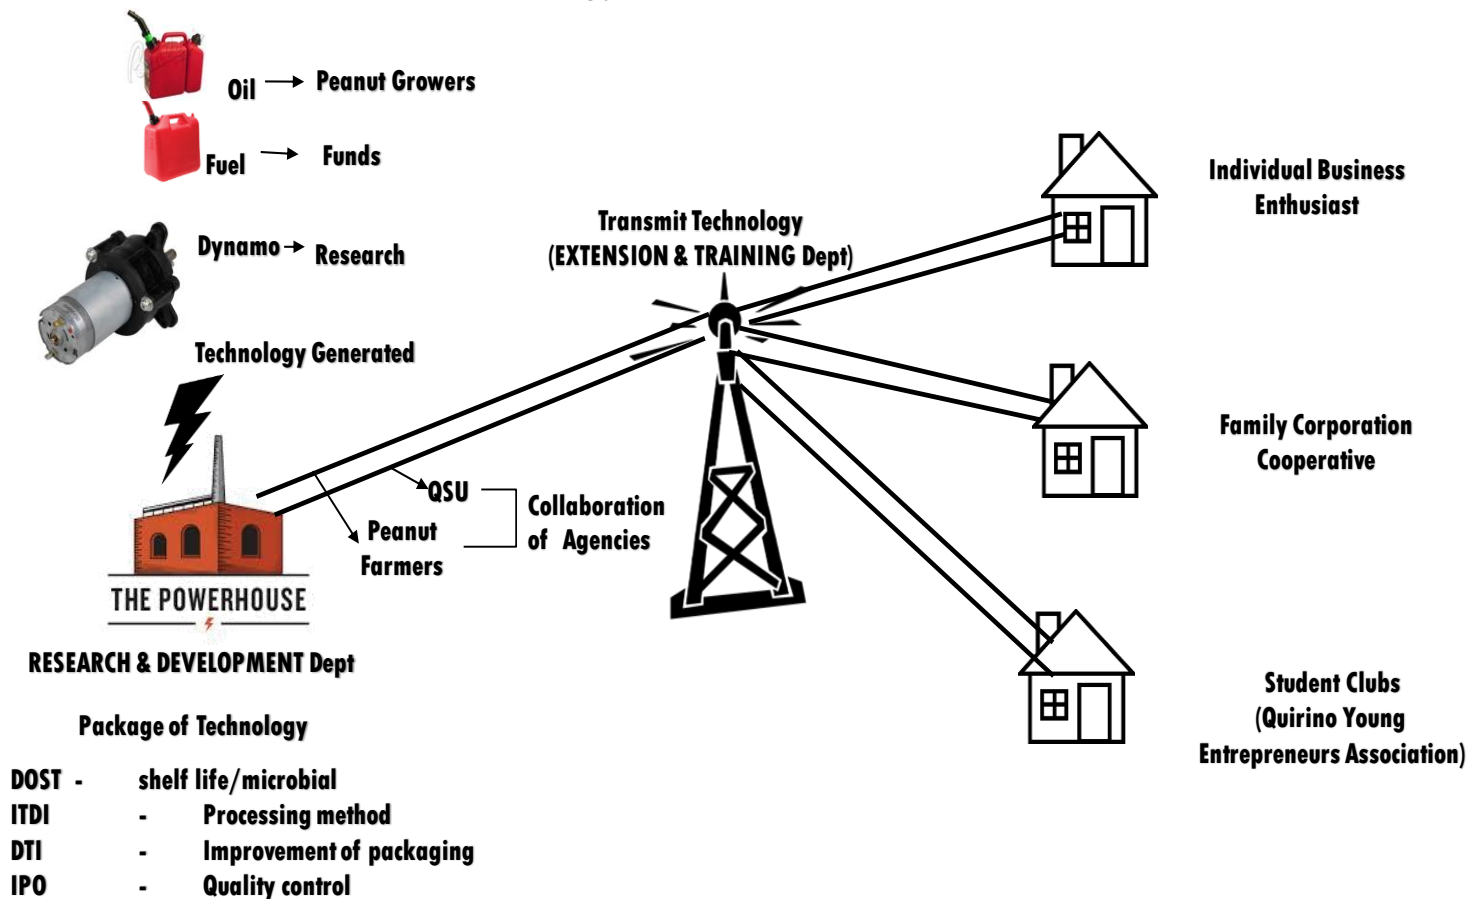 Oil
Peanut Growers
Fuel
Funds
Dynamo
Research
Technology Generated
THE POWERHOUSE
RESEARCH & DEVELOPMENT Dept
QSU
Peanut
Farmers
Collaboration
of Agencies
Transmit Technology
(EXTENSION & TRAINING Dept)
Individual Business
Enthusiast
Family Corporation
Cooperative
Student Clubs
(Quirino Young
Entrepreneurs Association)
Package of Technology
DOST - shelf life/microbial
ITDI - Processing method
DTI - Improvement of packaging
IPO - Quality control